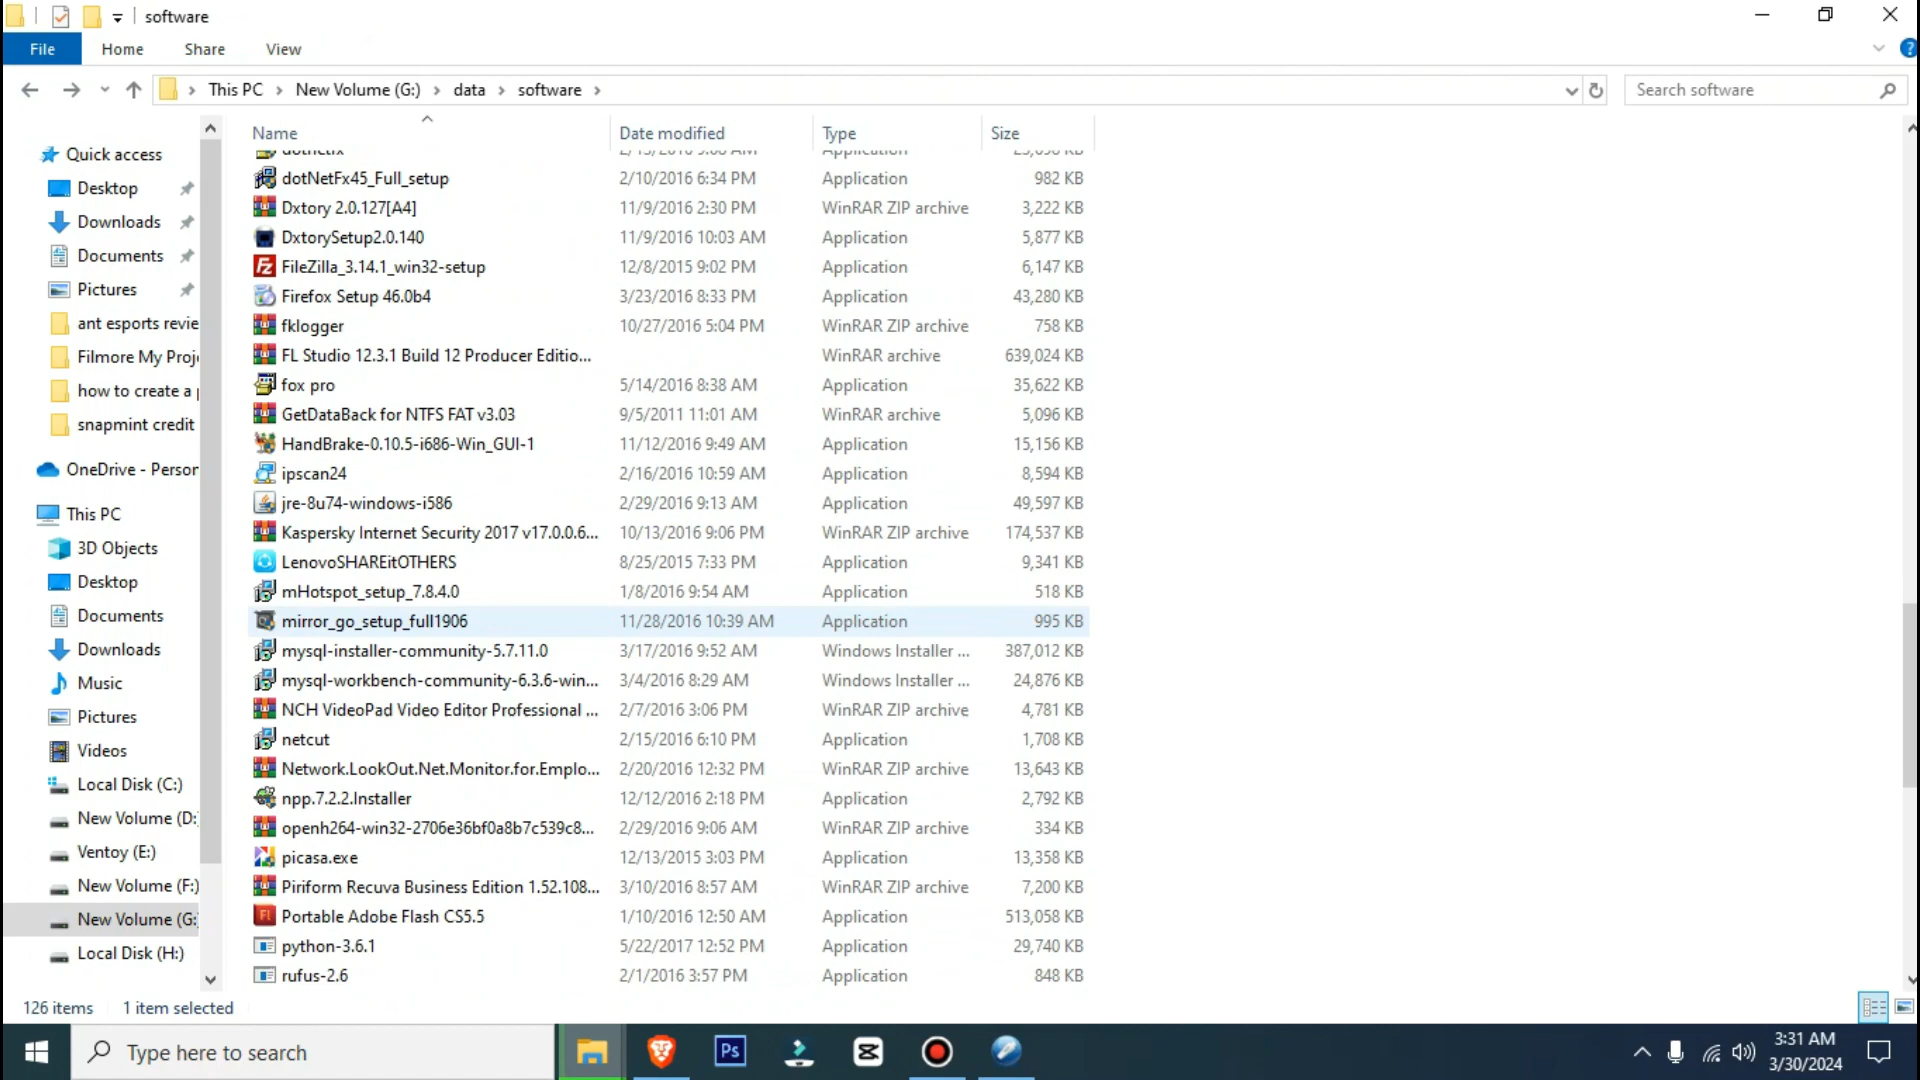 software
File Home Share View
This PC > New Volume (G:) > data > software >
Search software
Name Date modified Type Size
dotnetfx 2/15/2016 9:08 AM Application
dotNetFx45_Full_setup 2/10/2016 6:34 PM Application 982 KB
Dxtory 2.0.127[A4] 11/9/2016 2:30 PM WinRAR ZIP archive 3,222 KB
DxtorySetup2.0.140 11/9/2016 10:03 AM Application 5,877 KB
FileZilla_3.14.1_win32-setup 12/8/2015 9:02 PM Application 6,147 KB
Firefox Setup 46.0b4 3/23/2016 8:33 PM Application 43,280 KB
fklogger 10/27/2016 5:04 PM WinRAR ZIP archive 758 KB
FL Studio 12.3.1 Build 12 Producer Editio... WinRAR archive 639,024 KB
fox pro 5/14/2016 8:38 AM Application 35,622 KB
GetDataBack for NTFS FAT v3.03 9/5/2011 11:01 AM WinRAR archive 5,096 KB
HandBrake-0.10.5-i686-Win_GUI-1 11/12/2016 9:49 AM Application 15,156 KB
ipscan24 2/16/2016 10:59 AM Application 8,594 KB
jre-8u74-windows-i586 2/29/2016 9:13 AM Application 49,597 KB
Kaspersky Internet Security 2017 v17.0.0.6... 10/13/2016 9:06 PM WinRAR ZIP archive 174,537 KB
LenovoSHAREitOTHERS 8/25/2015 7:33 PM Application 9,341 KB
mHotspot_setup_7.8.4.0 1/8/2016 9:54 AM Application 518 KB
mirror_go_setup_full1906 11/28/2016 10:39 AM Application 995 KB
mysql-installer-community-5.7.11.0 3/17/2016 9:52 AM Windows Installer ... 387,012 KB
mysql-workbench-community-6.3.6-win... 3/4/2016 8:29 AM Windows Installer ... 24,876 KB
NCH VideoPad Video Editor Professional ... 2/7/2016 3:06 PM WinRAR ZIP archive 4,781 KB
netcut 2/15/2016 6:10 PM Application 1,708 KB
Network.LookOut.Net.Monitor.for.Emplo... 2/20/2016 12:32 PM WinRAR ZIP archive 13,643 KB
npp.7.2.2.Installer 12/12/2016 2:18 PM Application 2,792 KB
openh264-win32-2706e36bf0a8b7c539c8... 2/29/2016 9:06 AM WinRAR ZIP archive 334 KB
picasa.exe 12/13/2015 3:03 PM Application 13,358 KB
Piriform Recuva Business Edition 1.52.108... 3/10/2016 8:57 AM WinRAR ZIP archive 7,200 KB
Portable Adobe Flash CS5.5 1/10/2016 12:50 AM Application 513,058 KB
python-3.6.1 5/22/2017 12:52 PM Application 29,740 KB
rufus-2.6 2/1/2016 3:57 PM Application 848 KB
Quick access
Desktop
Downloads
Documents
Pictures
ant esports revie
Filmore My Proj
how to create a p
snapmint credit
OneDrive - Person
This PC
3D Objects
Desktop
Documents
Downloads
Music
Pictures
Videos
Local Disk (C:)
New Volume (D:
Ventoy (E:)
New Volume (F:)
New Volume (G:
Local Disk (H:)
126 items 1 item selected
Type here to search
Ps
3:31 AM
3/30/2024